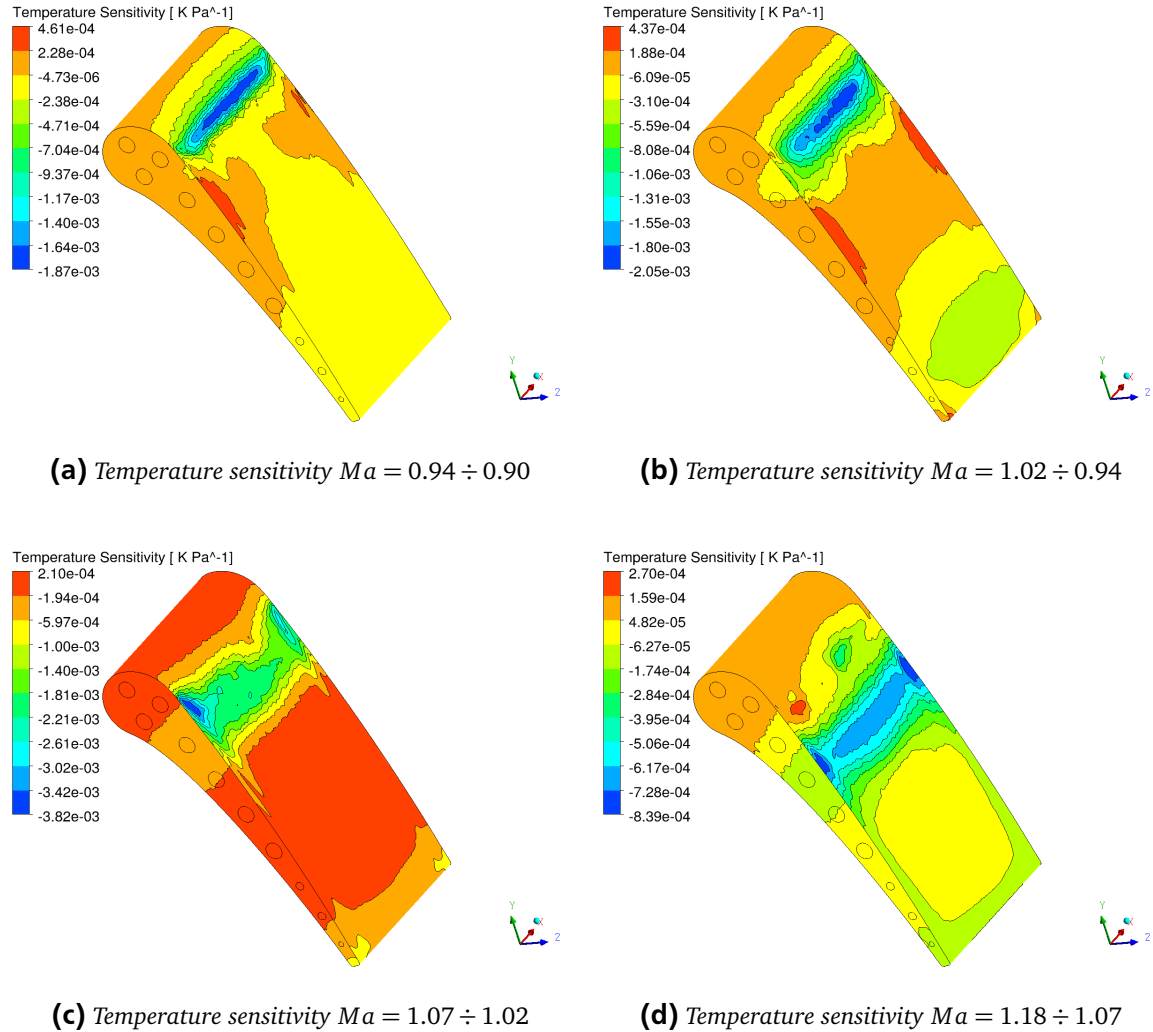 Temperature Sensitivity [ K Pa^-1]
4.61e-04
2.28e-04
-4.73e-06
-2.38e-04
-4.71e-04
-7.04e-04
-9.37e-04
-1.17e-03
-1.40e-03
-1.64e-03
-1.87e-03
Y
X
Z
(a) Temperature sensitivity Ma = 0.94 ÷ 0.90
Temperature Sensitivity [ K Pa^-1]
4.37e-04
1.88e-04
-6.09e-05
-3.10e-04
-5.59e-04
-8.08e-04
-1.06e-03
-1.31e-03
-1.55e-03
-1.80e-03
-2.05e-03
Y
X
Z
(b) Temperature sensitivity Ma = 1.02 ÷ 0.94
Temperature Sensitivity [ K Pa^-1]
2.10e-04
-1.94e-04
-5.97e-04
-1.00e-03
-1.40e-03
-1.81e-03
-2.21e-03
-2.61e-03
-3.02e-03
-3.42e-03
-3.82e-03
Y
X
Z
(c) Temperature sensitivity Ma = 1.07 ÷ 1.02
Temperature Sensitivity [ K Pa^-1]
2.70e-04
1.59e-04
4.82e-05
-6.27e-05
-1.74e-04
-2.84e-04
-3.95e-04
-5.06e-04
-6.17e-04
-7.28e-04
-8.39e-04
Y
X
Z
(d) Temperature sensitivity Ma = 1.18 ÷ 1.07